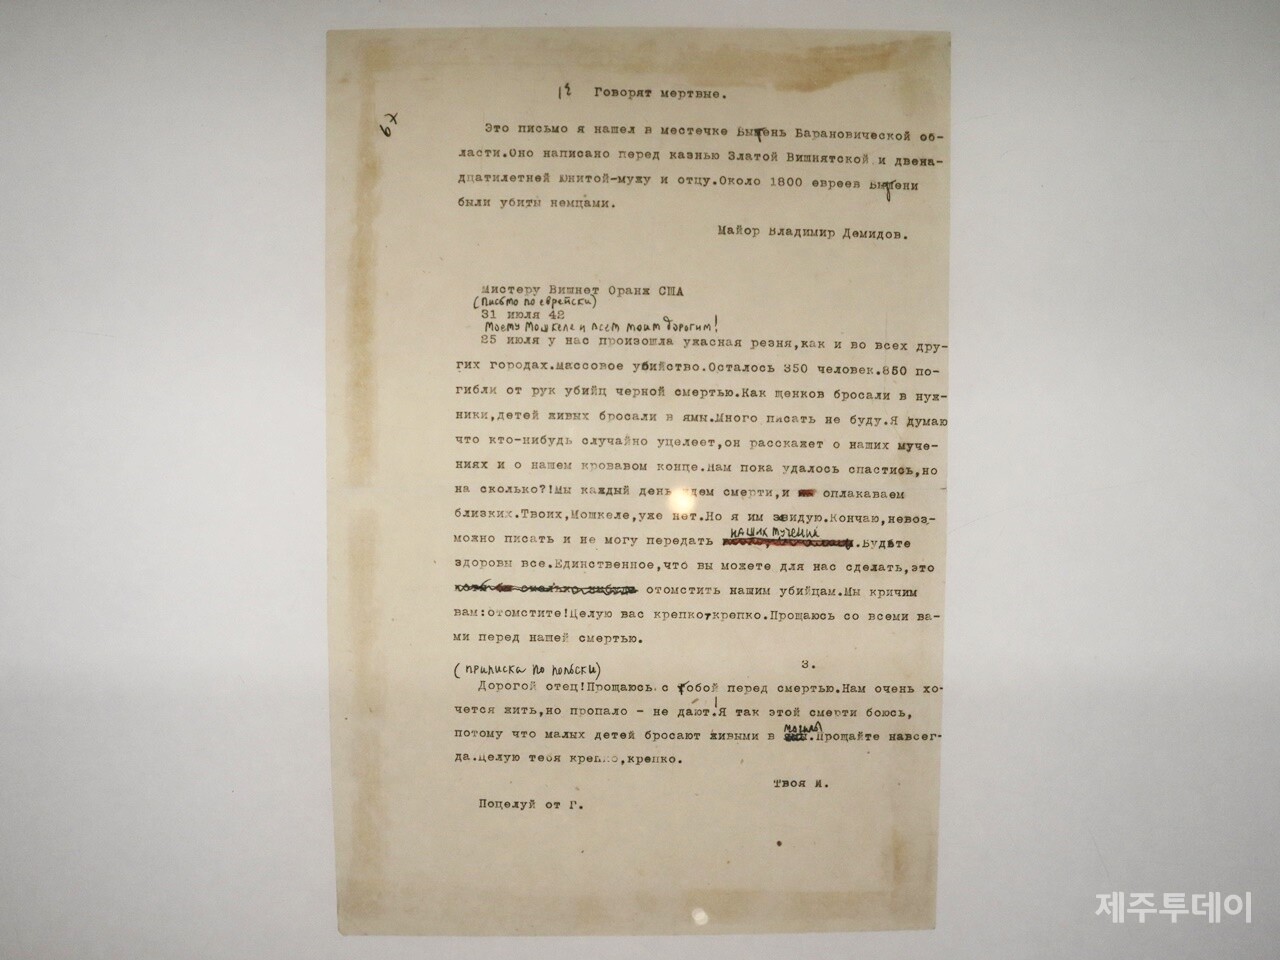 Говорят мертвые.
6х
Это письмо я нашел в местечке Бытень Барановической об-
ласти.Оно написано перед казнью Златой Вишнятской и двена-
дцатилетней Юнитой-мужу и отцу.Около 1800 евреев Бытени
были убиты немцами.
Майор Владимир Демидов.
Мистеру Вишнет Оранж США
(письмо по еврейски)
31 июля 42
Моему Мошкеле и всем моим дорогим!
25 июля у нас произошла ужасная резня,как и во всех дру-
гих городах.Массовое убийство.Осталось 350 человек.850 по-
гибли от рук убийц черной смертью.Как щенков бросали в нуж-
ники,детей живых бросали в ямы.Много писать не буду.Я думаю
что кто-нибудь случайно уцелеет,он расскажет о наших муче-
ниях и о нашем кровавом конце.Нам пока удалось спастись,но
на сколько?!Мы каждый день ждем смерти,и оплакиваем
близких.Твоих,Мошкеле,уже нет.Но я им завидую.Кончаю,невоз-
наших мучений
можно писать и не могу передать .Будьте
здоровы все.Единственное,что вы можете для нас сделать,это
хотя бы сколько нибудь отомстить нашим убийцам.Мы кричим
вам:отомстите!Целую вас крепко,крепко.Прощаюсь со всеми ва-
ми перед нашей смертью.
(приписка по польски)
З.
Дорогой отец!Прощаюсь с тобой перед смертью.Нам очень хо-
чется жить,но пропало - не дают!Я так этой смерти боюсь,
потому что малых детей бросают живыми в могилы.Прощайте навсег-
да.Целую тебя крепко,крепко.
Твоя И.
Поцелуй от Г.
제주투데이